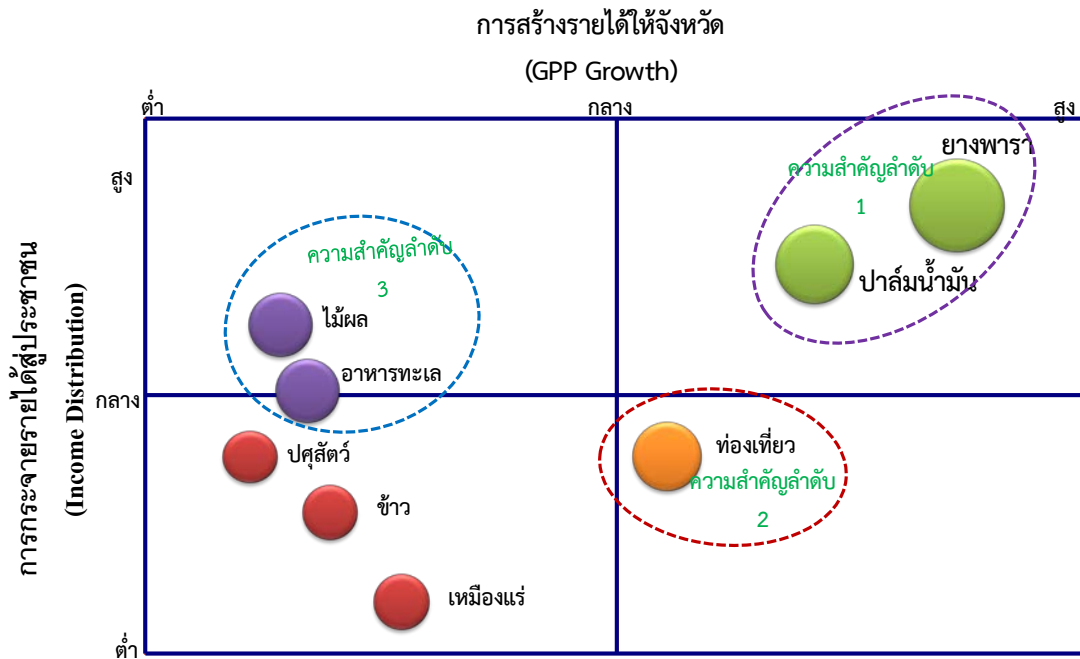 การสร้างรายได้ให้จังหวัด
(GPP Growth)
ต่ำ
กลาง
สูง
การกระจายรายได้สู่ประชาชน
(Income Distribution)
สูง
กลาง
ต่ำ
ยางพารา
ความสำคัญลำดับ
1
ปาล์มน้ำมัน
ความสำคัญลำดับ
3
ไม้ผล
อาหารทะเล
ปศุสัตว์
ข้าว
เหมืองแร่
ท่องเที่ยว
ความสำคัญลำดับ
2